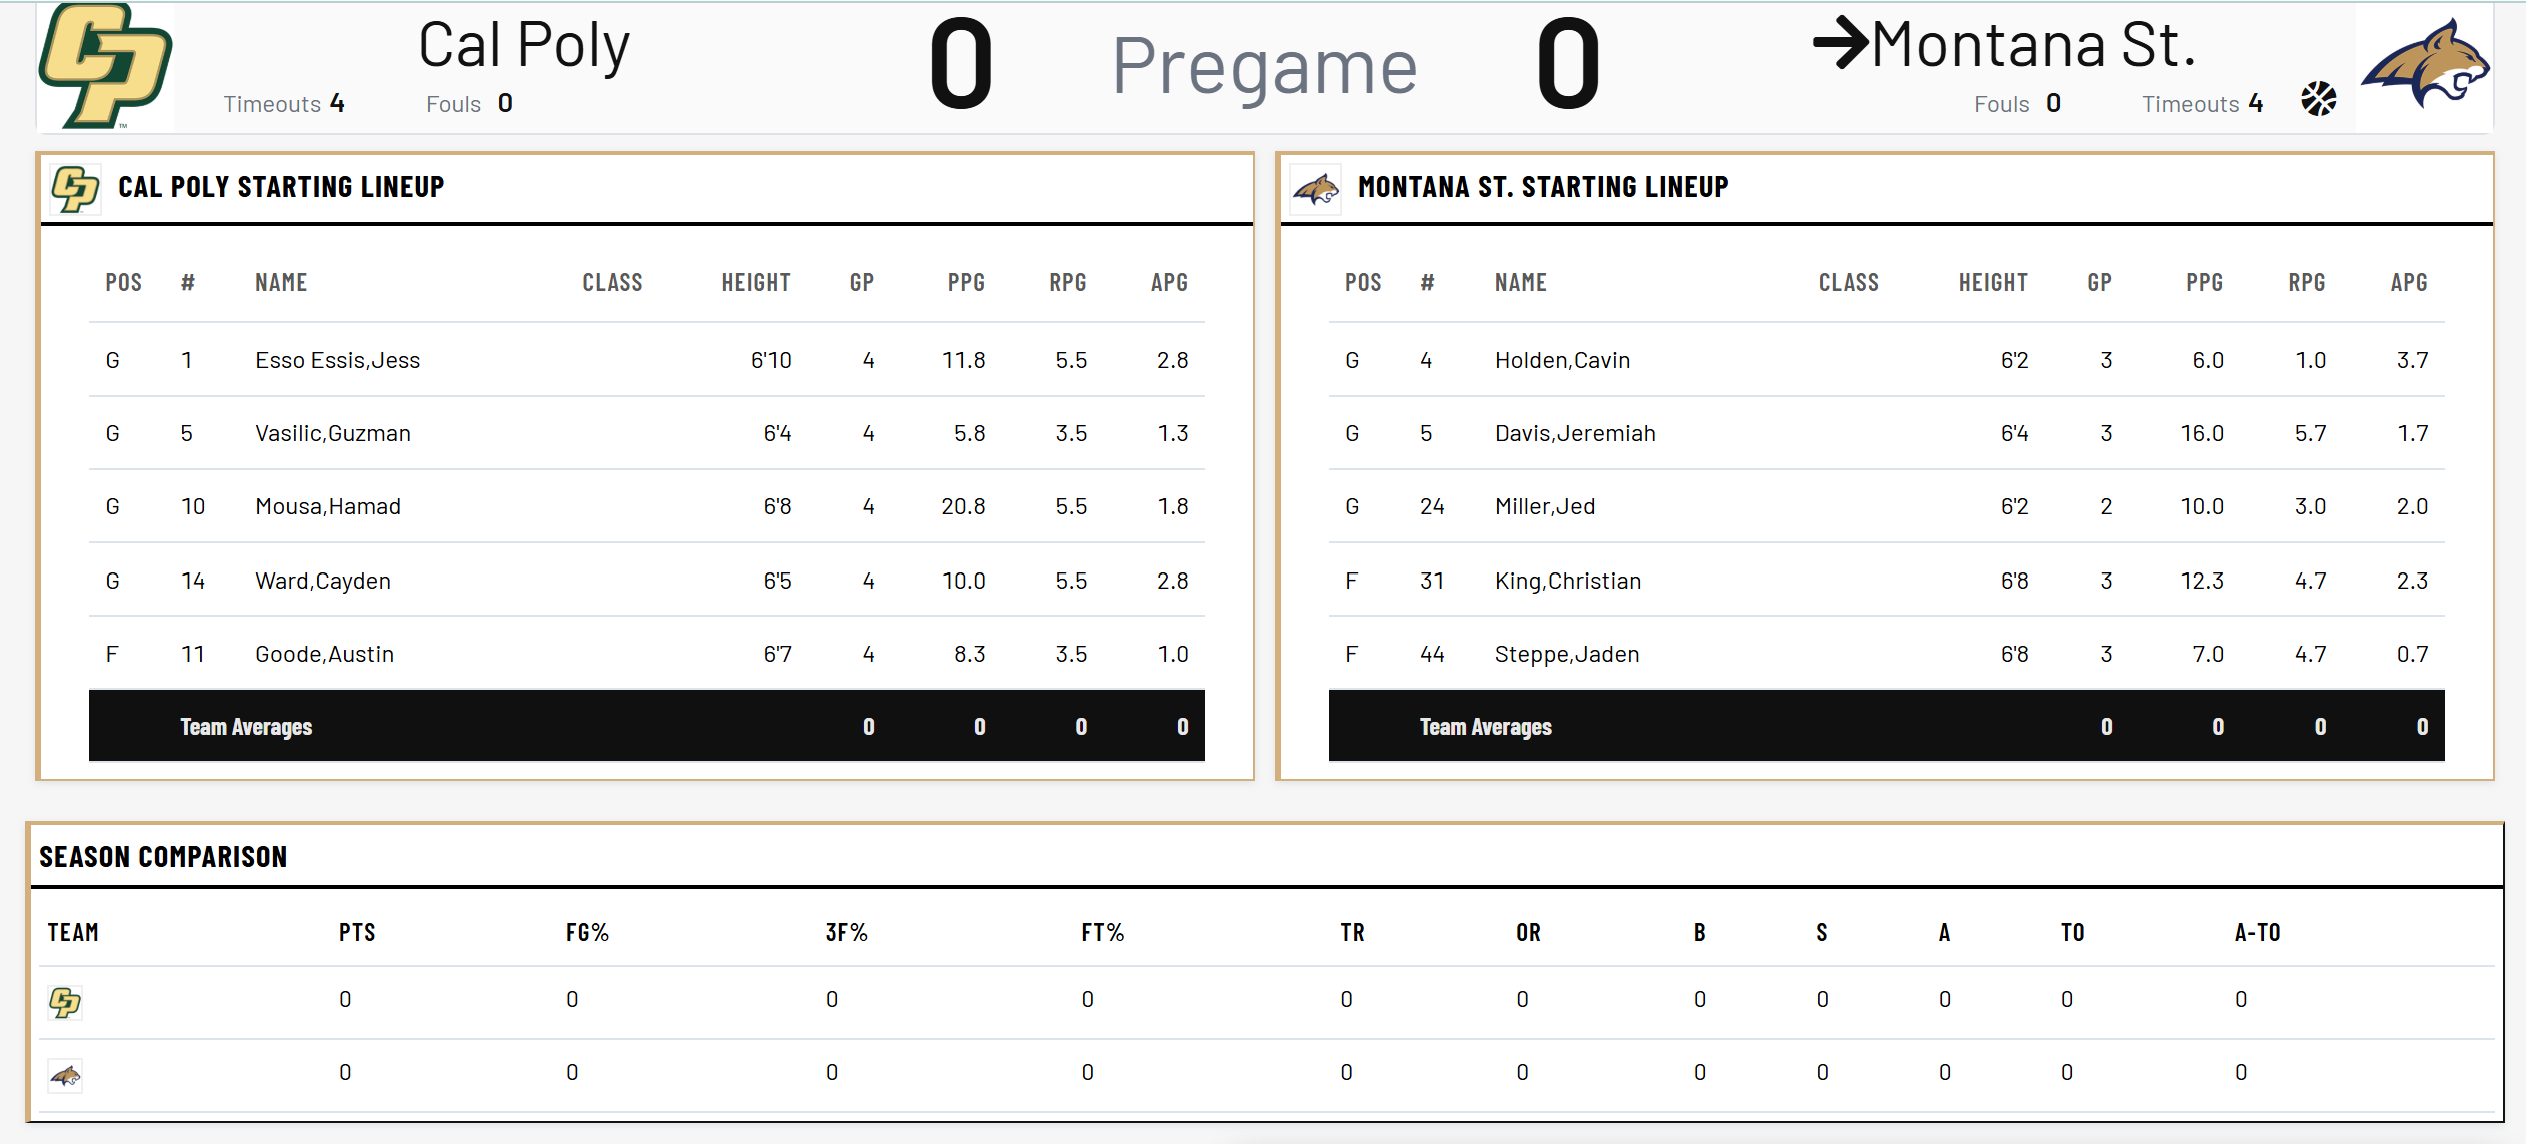 Cal Poly 0 Pregame 0 Montana St.
Timeouts 4 Fouls 0 Fouls 0 Timeouts 4
CAL POLY STARTING LINEUP
POS # NAME CLASS HEIGHT GP PPG RPG APG
G 1 Esso Essis,Jess 6'10 4 11.8 5.5 2.8
G 5 Vasilic,Guzman 6'4 4 5.8 3.5 1.3
G 10 Mousa,Hamad 6'8 4 20.8 5.5 1.8
G 14 Ward,Cayden 6'5 4 10.0 5.5 2.8
F 11 Goode,Austin 6'7 4 8.3 3.5 1.0
Team Averages 0 0 0 0
MONTANA ST. STARTING LINEUP
POS # NAME CLASS HEIGHT GP PPG RPG APG
G 4 Holden,Cavin 6'2 3 6.0 1.0 3.7
G 5 Davis,Jeremiah 6'4 3 16.0 5.7 1.7
G 24 Miller,Jed 6'2 2 10.0 3.0 2.0
F 31 King,Christian 6'8 3 12.3 4.7 2.3
F 44 Steppe,Jaden 6'8 3 7.0 4.7 0.7
Team Averages 0 0 0 0
SEASON COMPARISON
TEAM PTS FG% 3F% FT% TR OR B S A TO A-TO
CP 0 0 0 0 0 0 0 0 0 0 0
0 0 0 0 0 0 0 0 0 0 0